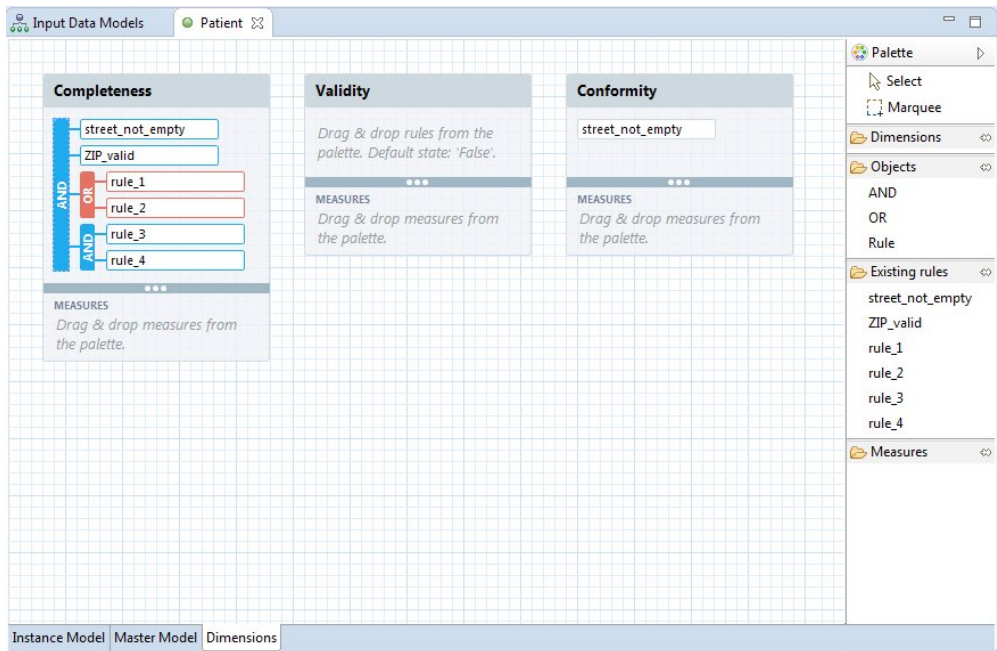 Input Data Models
Patient
Completeness
street_not_empty
ZIP_valid
AND
OR
rule_1
rule_2
AND
rule_3
rule_4
MEASURES
Drag & drop measures from
the palette.
Validity
Drag & drop rules from the
palette. Default state: 'False'.
MEASURES
Drag & drop measures from
the palette.
Conformity
street_not_empty
MEASURES
Drag & drop measures from
the palette.
Palette
Select
Marquee
Dimensions
Objects
AND
OR
Rule
Existing rules
street_not_empty
ZIP_valid
rule_1
rule_2
rule_3
rule_4
Measures
Instance Model
Master Model
Dimensions